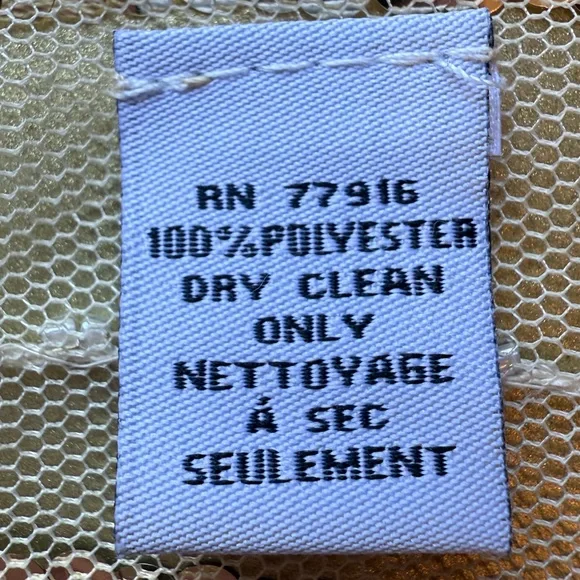 RN 77916
100%POLYESTER
DRY CLEAN
ONLY
NETTOYAGE
Á SEC
SEULEMENT